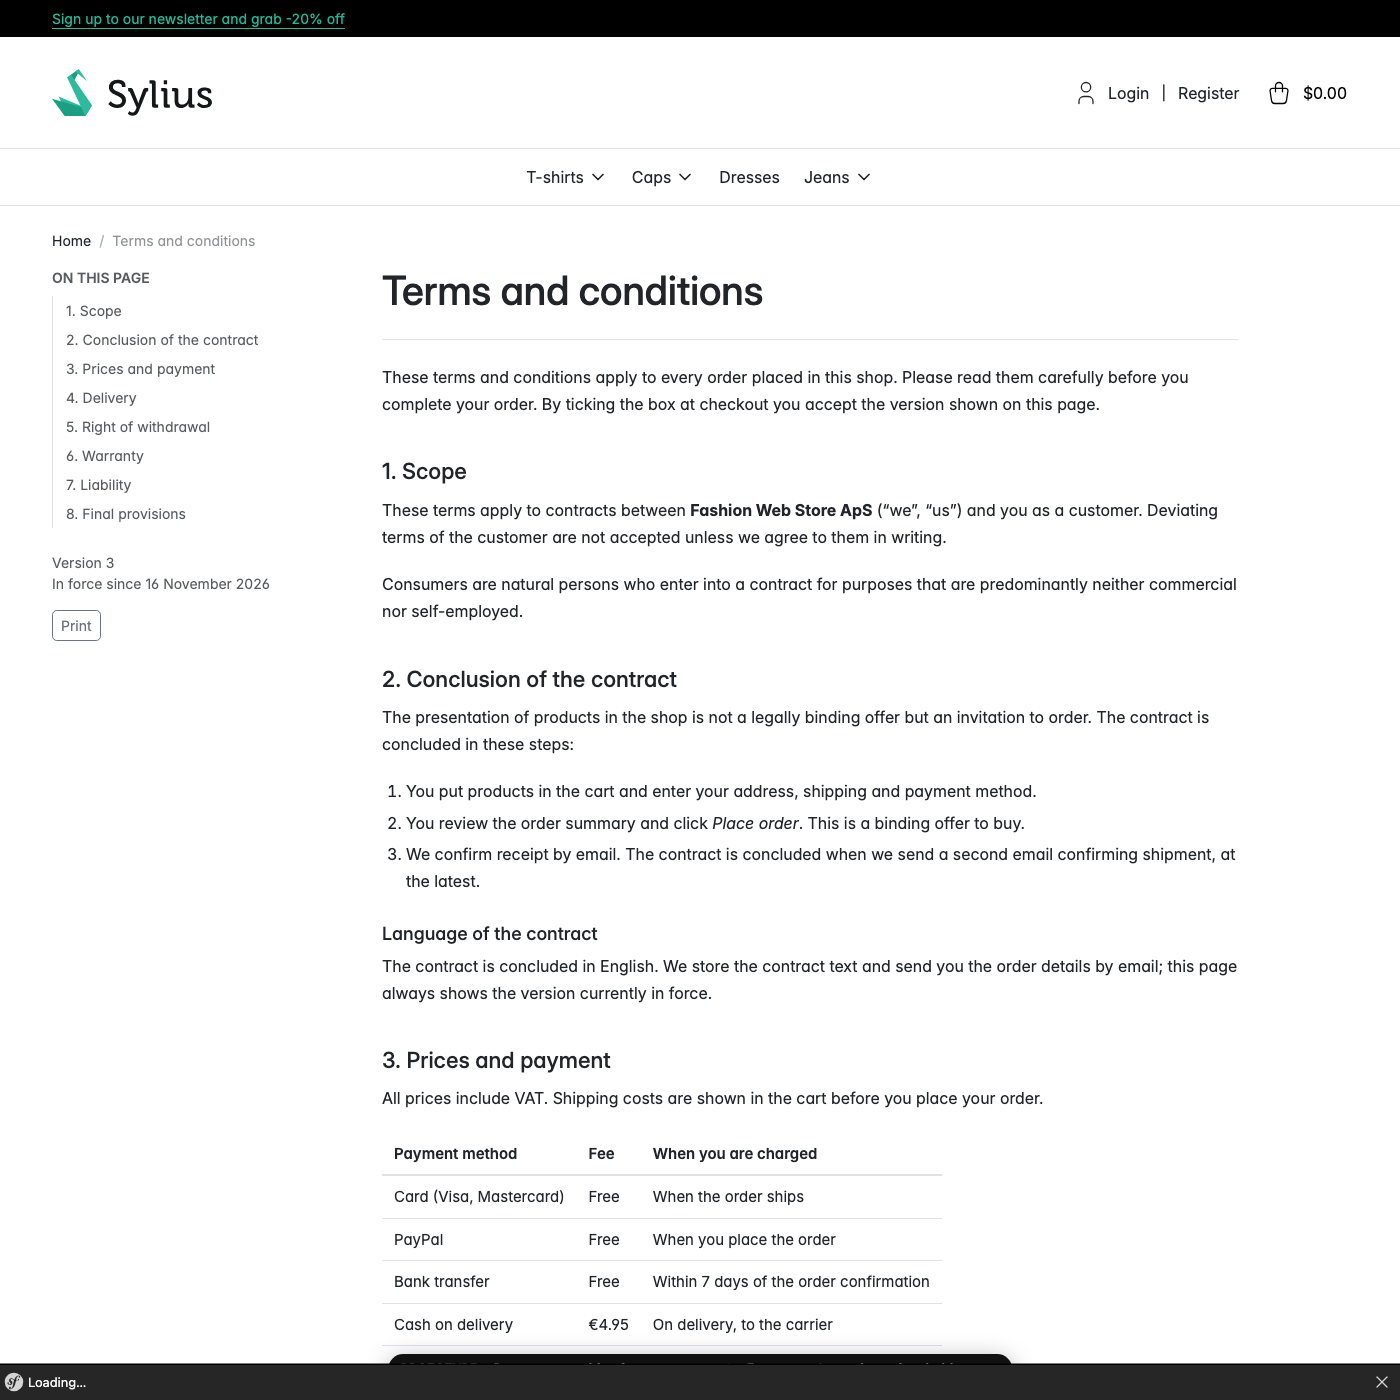 Sign up to our newsletter and grab -20% off
Sylius
Login | Register
$0.00
T-shirts
Caps
Dresses
Jeans
Home / Terms and conditions
ON THIS PAGE
1. Scope
2. Conclusion of the contract
3. Prices and payment
4. Delivery
5. Right of withdrawal
6. Warranty
7. Liability
8. Final provisions
Version 3
In force since 16 November 2026
Print
Terms and conditions
These terms and conditions apply to every order placed in this shop. Please read them carefully before you
complete your order. By ticking the box at checkout you accept the version shown on this page.
1. Scope
These terms apply to contracts between Fashion Web Store ApS (“we”, “us”) and you as a customer. Deviating
terms of the customer are not accepted unless we agree to them in writing.
Consumers are natural persons who enter into a contract for purposes that are predominantly neither commercial
nor self-employed.
2. Conclusion of the contract
The presentation of products in the shop is not a legally binding offer but an invitation to order. The contract is
concluded in these steps:
1. You put products in the cart and enter your address, shipping and payment method.
2. You review the order summary and click Place order. This is a binding offer to buy.
3. We confirm receipt by email. The contract is concluded when we send a second email confirming shipment, at
the latest.
Language of the contract
The contract is concluded in English. We store the contract text and send you the order details by email; this page
always shows the version currently in force.
3. Prices and payment
All prices include VAT. Shipping costs are shown in the cart before you place your order.
Payment method Fee When you are charged
Card (Visa, Mastercard) Free When the order ships
PayPal Free When you place the order
Bank transfer Free Within 7 days of the order confirmation
Cash on delivery €4.95 On delivery, to the carrier
Loading...